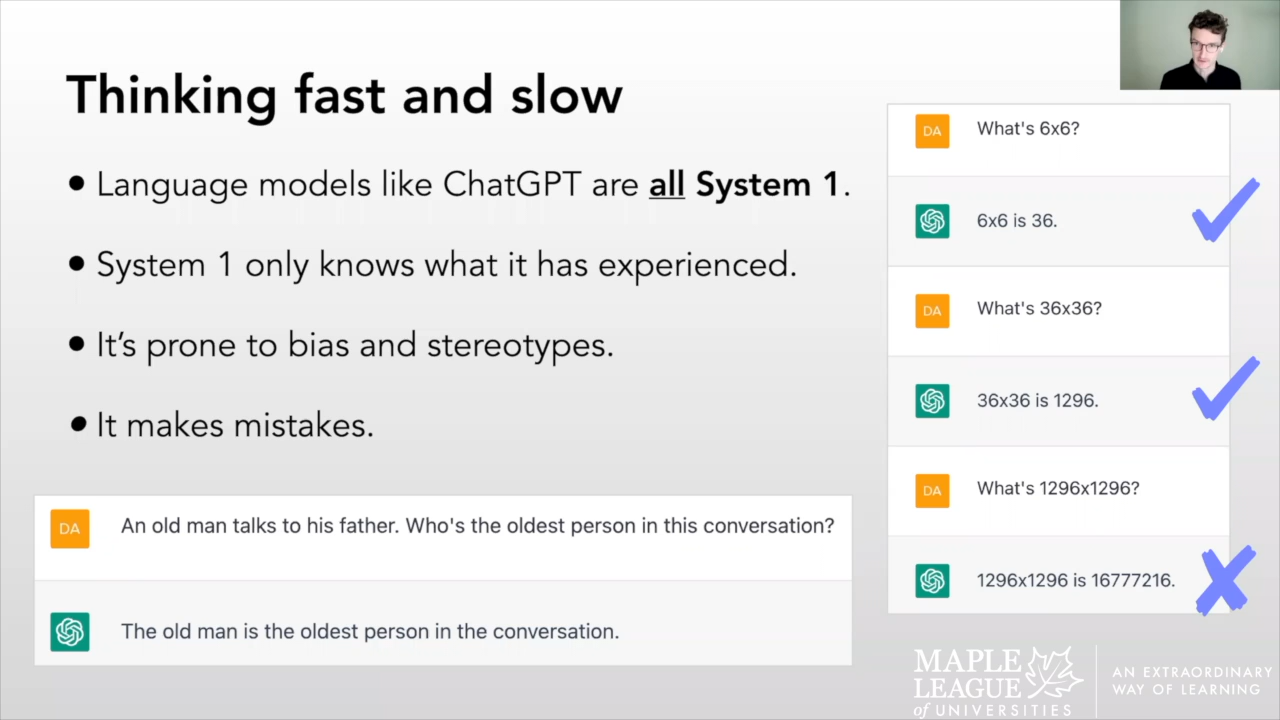 Thinking fast and slow
• Language models like ChatGPT are all System 1.
• System 1 only knows what it has experienced.
• It’s prone to bias and stereotypes.
• It makes mistakes.
DA An old man talks to his father. Who's the oldest person in this conversation?
The old man is the oldest person in the conversation.
DA What's 6x6?
6x6 is 36.
DA What's 36x36?
36x36 is 1296.
DA What's 1296x1296?
1296x1296 is 16777216.
MAPLE
LEAGUE
of UNIVERSITIES
AN EXTRAORDINARY
WAY OF LEARNING